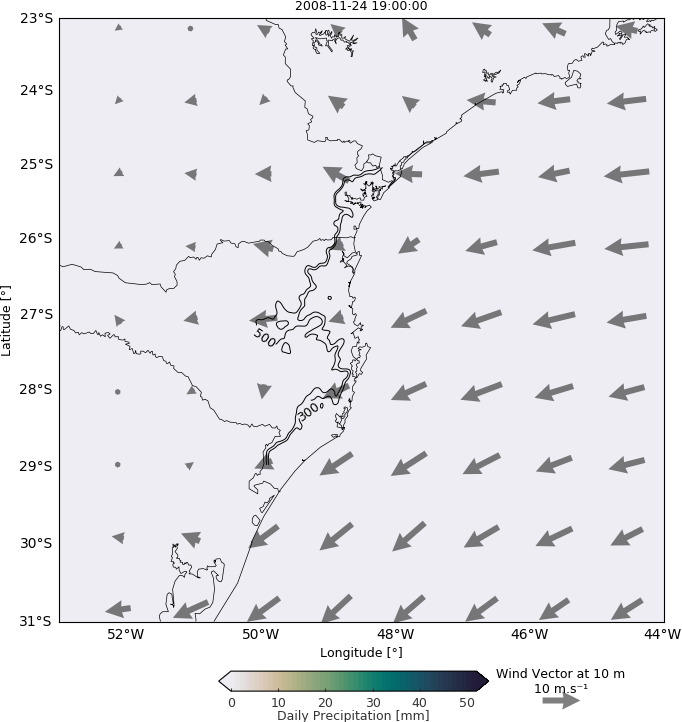 2008-11-24 19:00:00
23°S
24°S
25°S
26°S
27°S
28°S
29°S
30°S
31°S
Latitude [°]
500
300
52°W 50°W 48°W 46°W 44°W
Longitude [°]
0 10 20 30 40 50
Daily Precipitation [mm]
Wind Vector at 10 m
10 m.s⁻¹